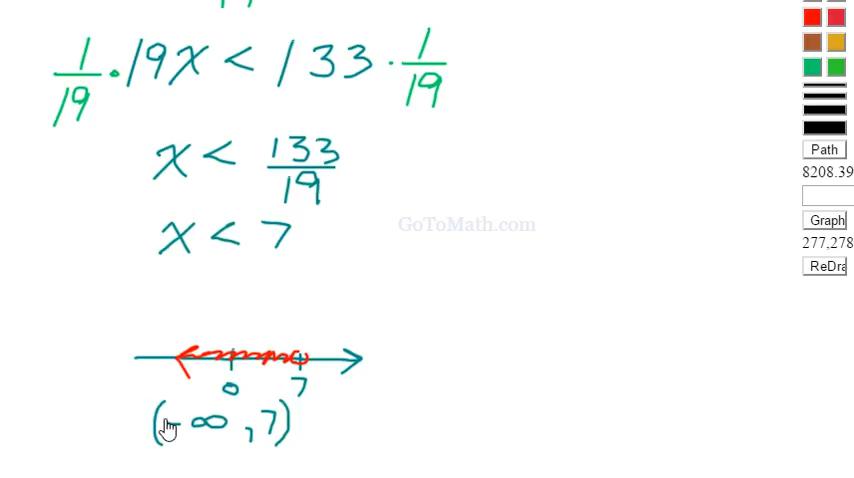 1/19 · 19x < 133 · 1/19
x < 133/19
x < 7
0 7
(-∞, 7)
GoToMath.com
Path
8208.39
Graph
277,278
ReDra